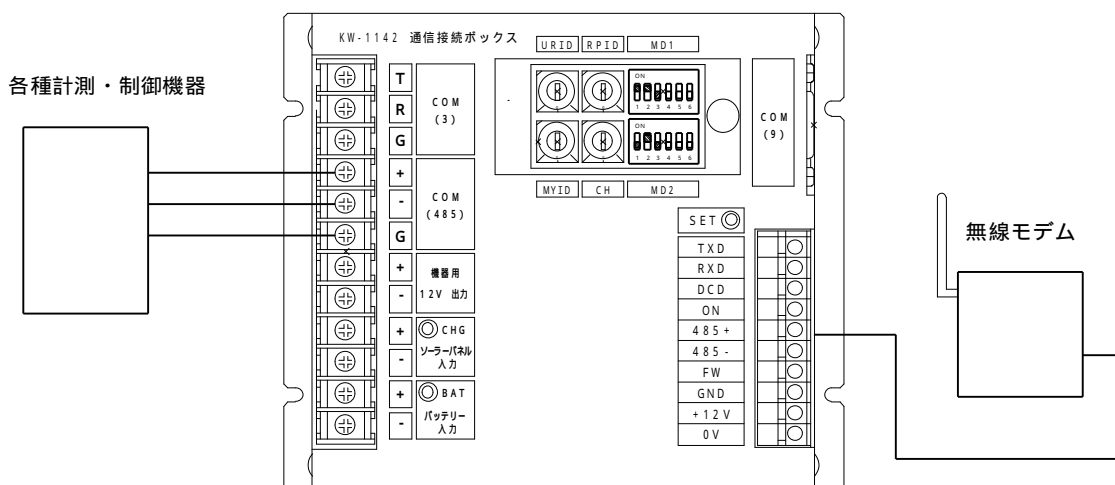 KW-1142 通信接続ボックス
URID RPID MD1
各種計測・制御機器
T
R
G
COM
(3)
ON
1 2 3 4 5 6
ON
1 2 3 4 5 6
COM
(9)
+
-
G
COM
(485)
MYID CH MD2
SET
無線モデム
TXD
RXD
DCD
ON
485+
485-
FW
GND
+12V
0V
+
-
機器用
12V 出力
+
-
CHG
ソーラーパネル
入力
+
-
BAT
バッテリー
入力